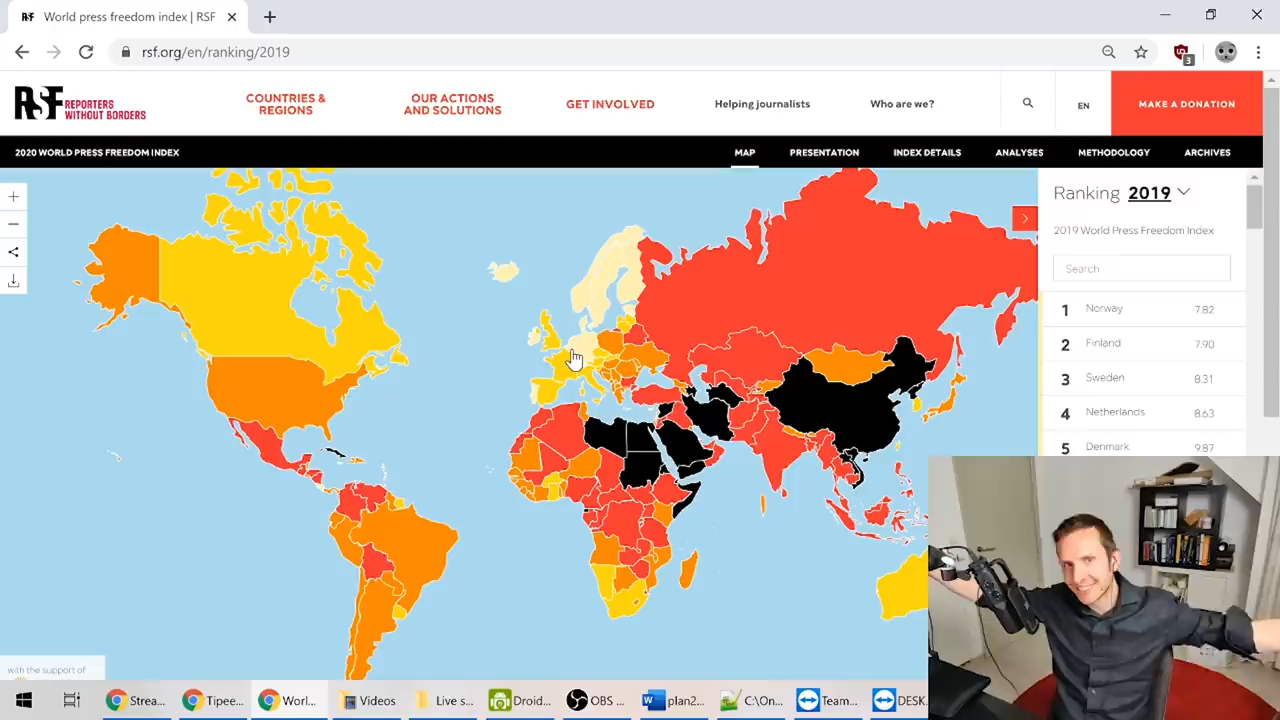 World press freedom index | RSF
rsf.org/en/ranking/2019
3
RSF REPORTERS WITHOUT BORDERS
COUNTRIES & REGIONS
OUR ACTIONS AND SOLUTIONS
GET INVOLVED
Helping journalists
Who are we?
EN
MAKE A DONATION
2020 WORLD PRESS FREEDOM INDEX
MAP
PRESENTATION
INDEX DETAILS
ANALYSES
METHODOLOGY
ARCHIVES
Ranking 2019
2019 World Press Freedom Index
Search
1 Norway 7.82
2 Finland 7.90
3 Sweden 8.31
4 Netherlands 8.63
5 Denmark 9.87
with the support of
Strea...
Tipee...
Worl...
Videos
Live s...
Droid...
OBS ...
plan2...
C:\On...
Team...
DESK